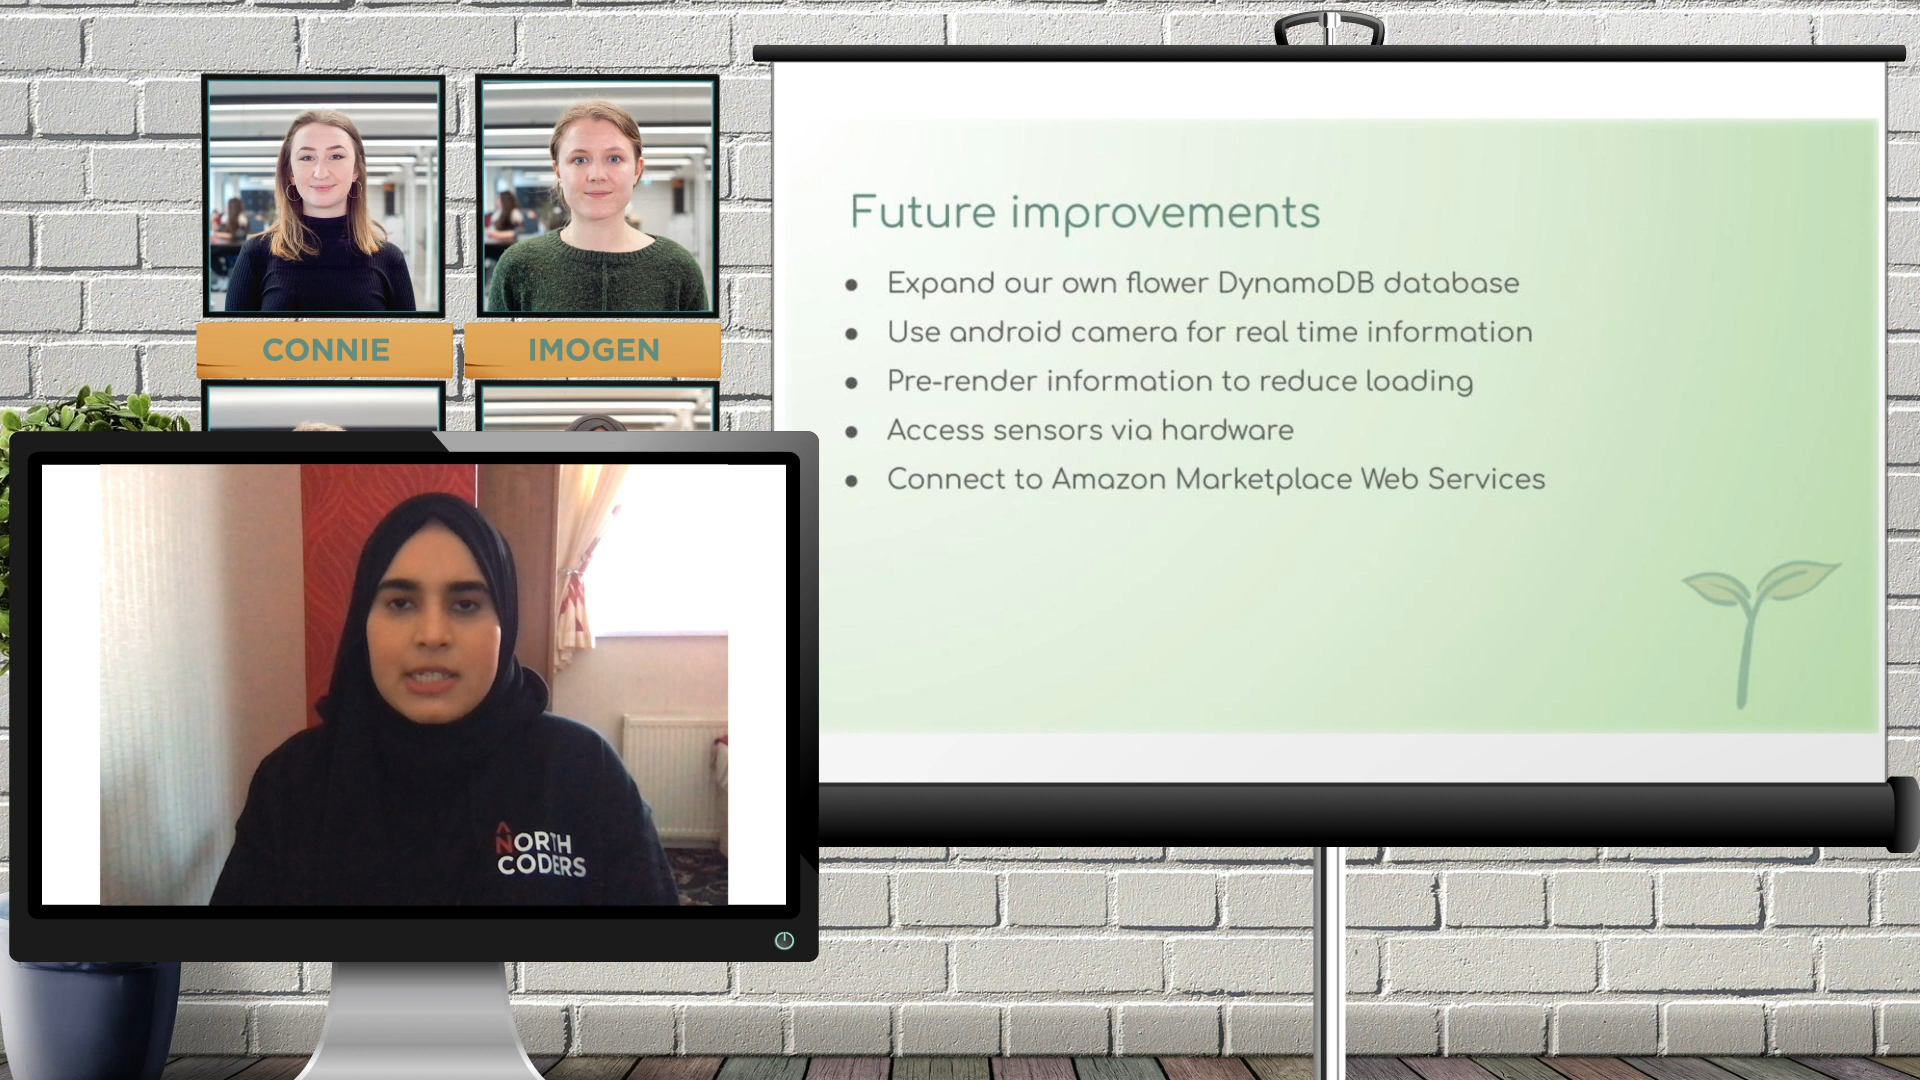 CONNIE
IMOGEN
Future improvements
● Expand our own flower DynamoDB database
● Use android camera for real time information
● Pre-render information to reduce loading
● Access sensors via hardware
● Connect to Amazon Marketplace Web Services
NORTH
CODERS